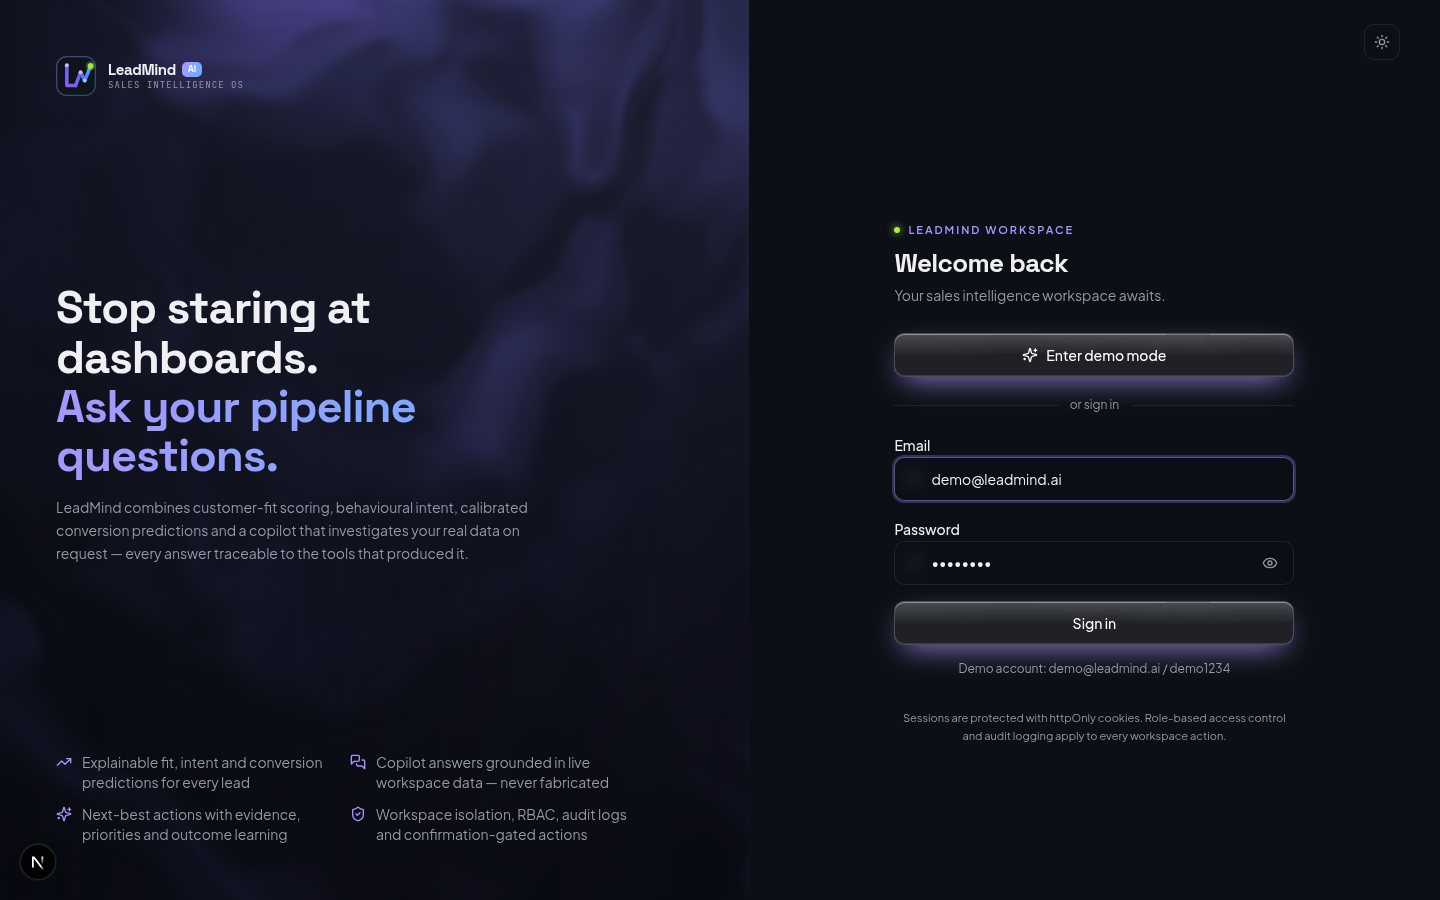 LeadMind AI
SALES INTELLIGENCE OS
Stop staring at
dashboards.
Ask your pipeline
questions.
LeadMind combines customer-fit scoring, behavioural intent, calibrated
conversion predictions and a copilot that investigates your real data on
request — every answer traceable to the tools that produced it.
Explainable fit, intent and conversion
predictions for every lead
Copilot answers grounded in live
workspace data — never fabricated
Next-best actions with evidence,
priorities and outcome learning
Workspace isolation, RBAC, audit logs
and confirmation-gated actions
N
LEADMIND WORKSPACE
Welcome back
Your sales intelligence workspace awaits.
Enter demo mode
or sign in
Email
demo@leadmind.ai
Password
••••••••
Sign in
Demo account: demo@leadmind.ai / demo1234
Sessions are protected with httpOnly cookies. Role-based access control
and audit logging apply to every workspace action.